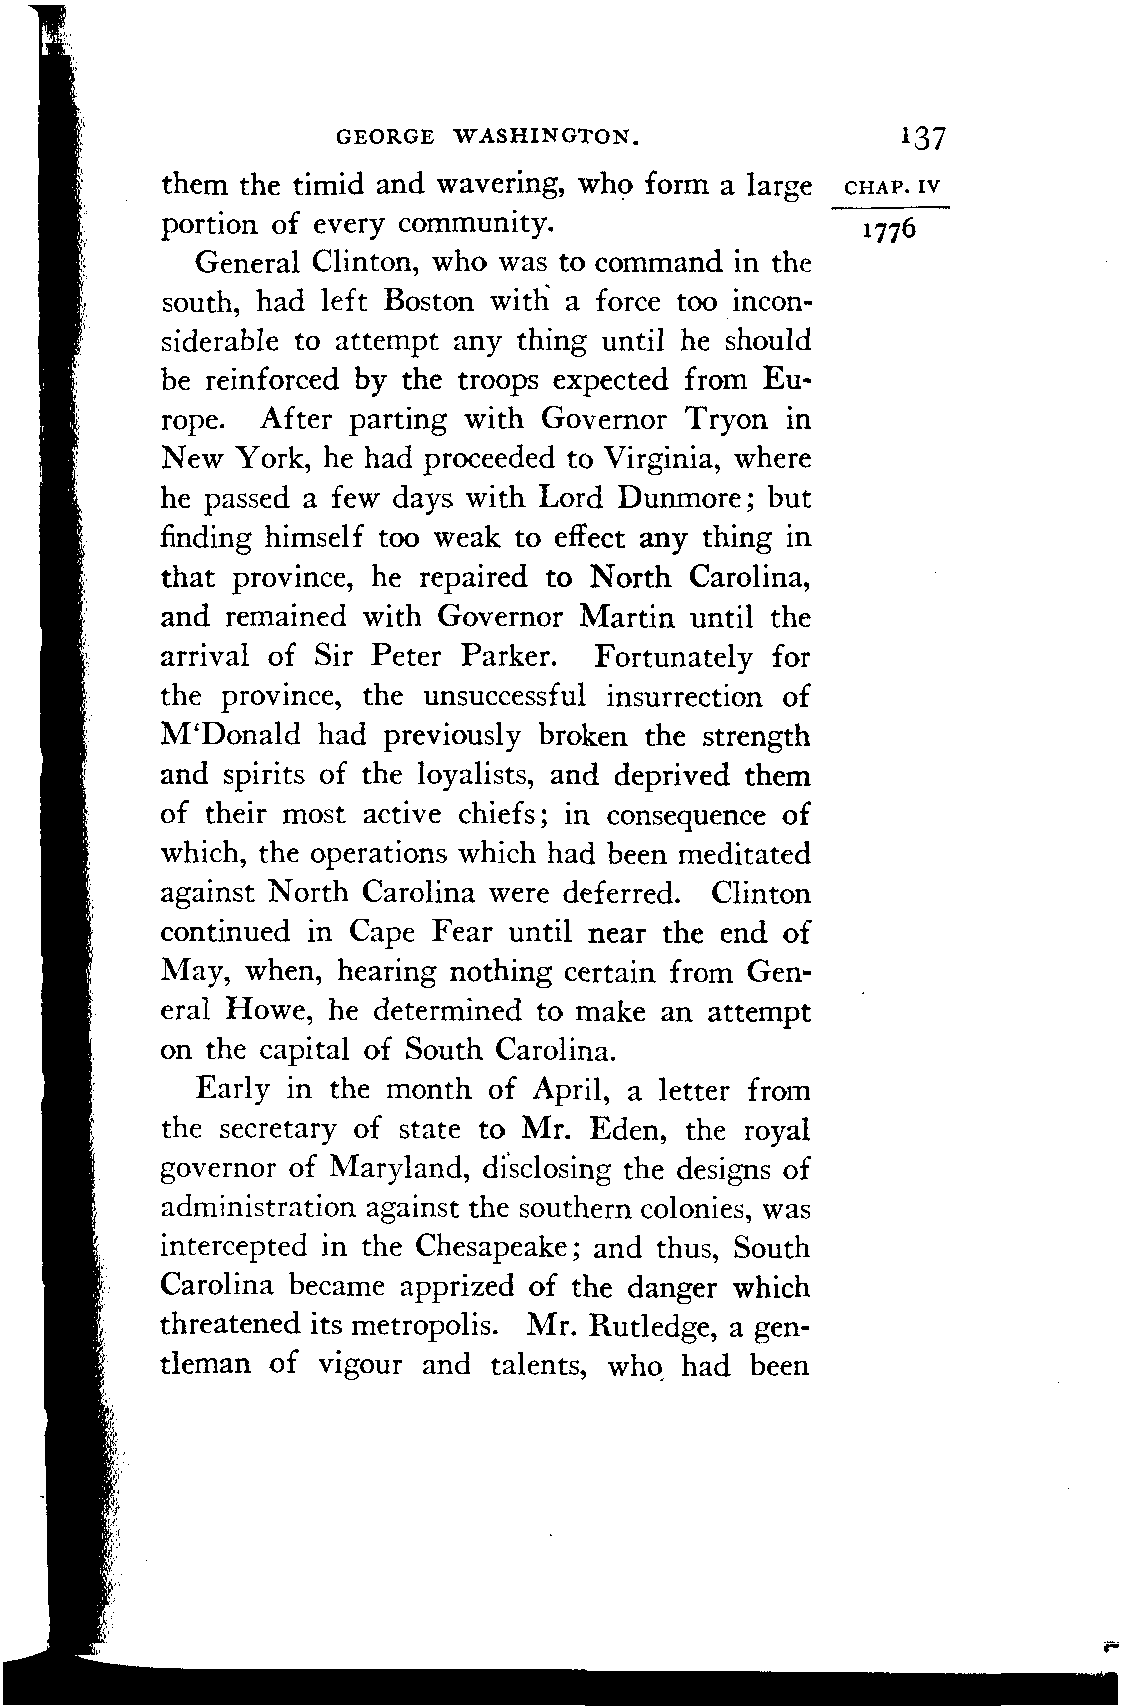 GEORGE WASHINGTON. 137
them the timid and wavering, who form a large CHAP. IV
portion of every community. 1776
General Clinton, who was to command in the
south, had left Boston with a force too incon-
siderable to attempt any thing until he should
be reinforced by the troops expected from Eu-
rope. After parting with Governor Tryon in
New York, he had proceeded to Virginia, where
he passed a few days with Lord Dunmore; but
finding himself too weak to effect any thing in
that province, he repaired to North Carolina,
and remained with Governor Martin until the
arrival of Sir Peter Parker. Fortunately for
the province, the unsuccessful insurrection of
M‘Donald had previously broken the strength
and spirits of the loyalists, and deprived them
of their most active chiefs; in consequence of
which, the operations which had been meditated
against North Carolina were deferred. Clinton
continued in Cape Fear until near the end of
May, when, hearing nothing certain from Gen-
eral Howe, he determined to make an attempt
on the capital of South Carolina.
Early in the month of April, a letter from
the secretary of state to Mr. Eden, the royal
governor of Maryland, disclosing the designs of
administration against the southern colonies, was
intercepted in the Chesapeake; and thus, South
Carolina became apprized of the danger which
threatened its metropolis. Mr. Rutledge, a gen-
tleman of vigour and talents, who had been